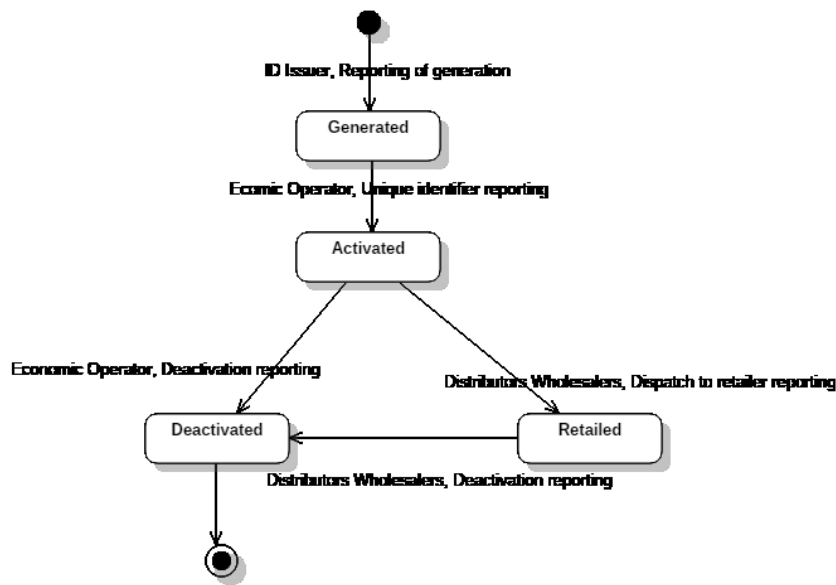 ID Issuer, Reporting of generation
Generated
Ecomic Operator, Unique identifier reporting
Activated
Economic Operator, Deactivation reporting
Distributors Wholesalers, Dispatch to retailer reporting
Deactivated
Retailed
Distributors Wholesalers, Deactivation reporting